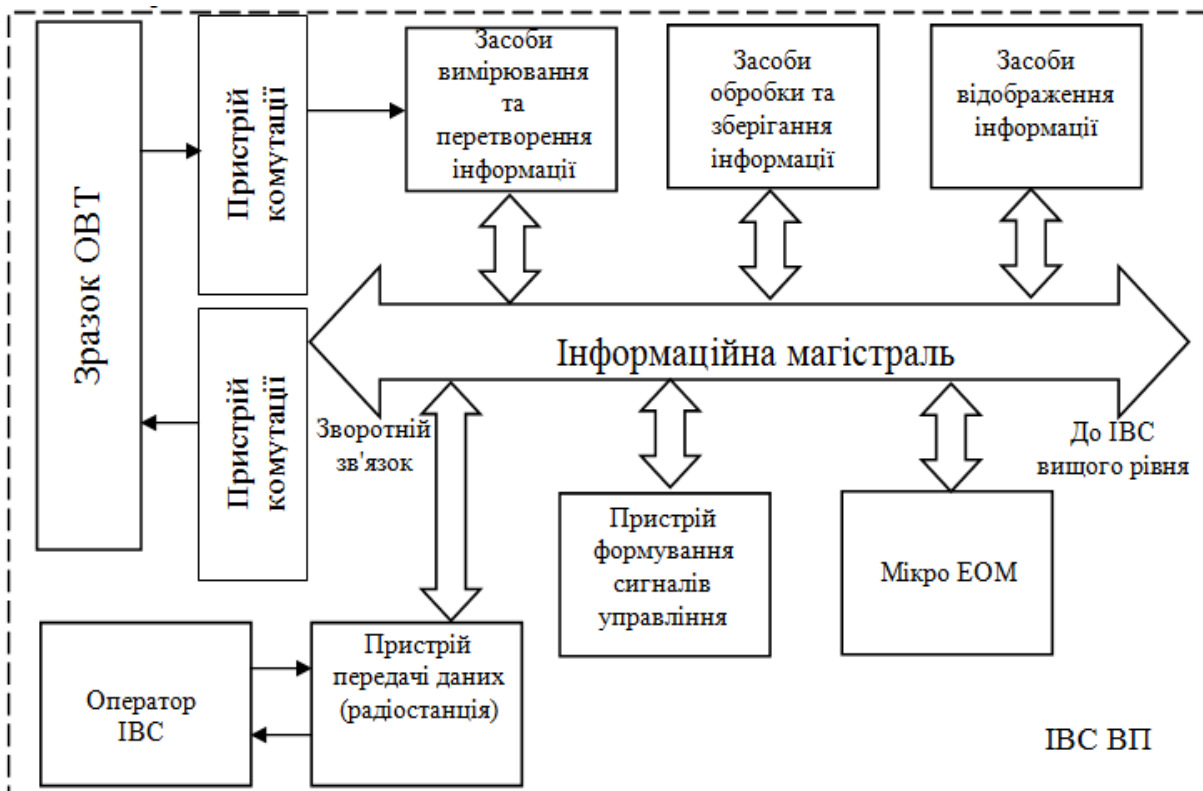 Зразок ОВТ
Пристрій
комутації
Засоби
вимірювання
та
перетворення
інформації
Засоби
обробки та
зберігання
інформації
Засоби
відображення
інформації
Інформаційна магістраль
Пристрій
комутації
Зворотній
зв'язок
До ІВС
вищого рівня
Пристрій
формування
сигналів
управління
Мікро ЕОМ
Оператор
ІВС
Пристрій
передачі даних
(радіостанція)
ІВС ВП